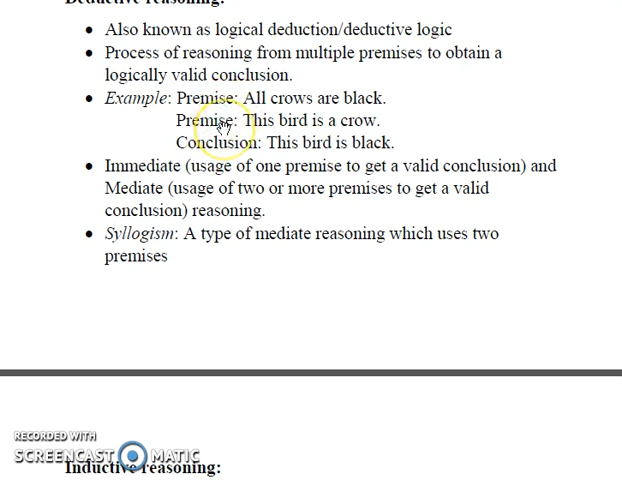 Deductive reasoning:
• Also known as logical deduction/deductive logic
• Process of reasoning from multiple premises to obtain a
logically valid conclusion.
• Example: Premise: All crows are black.
Premise: This bird is a crow.
Conclusion: This bird is black.
• Immediate (usage of one premise to get a valid conclusion) and
Mediate (usage of two or more premises to get a valid
conclusion) reasoning.
• Syllogism: A type of mediate reasoning which uses two
premises
RECORDED WITH
SCREENCAST MATIC
Inductive reasoning: